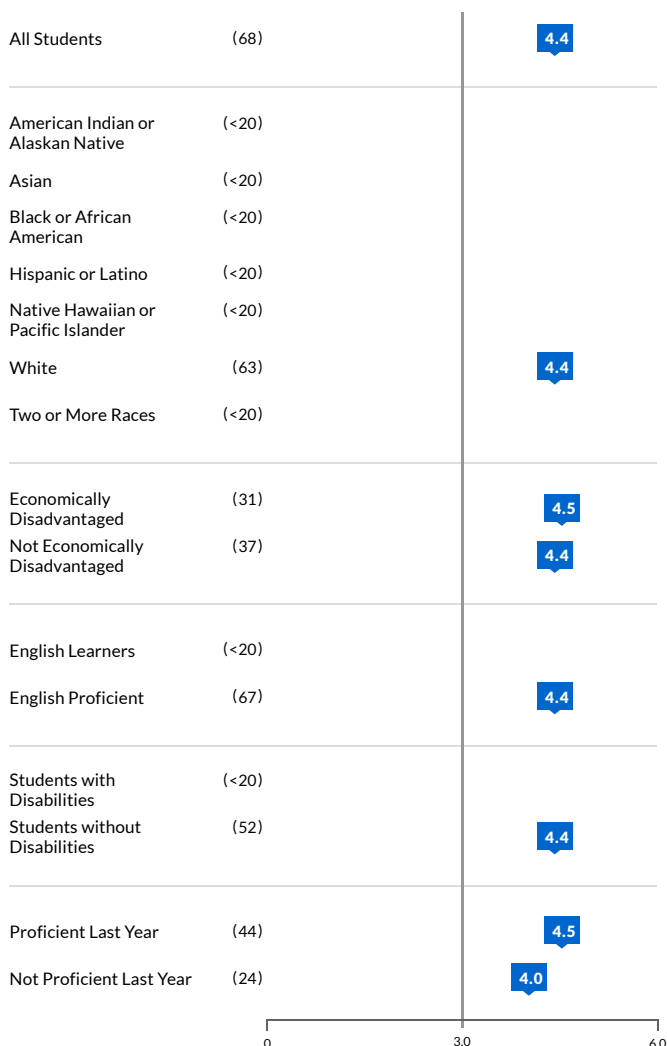 All Students (68) 4.4
American Indian or (<20)
Alaskan Native
Asian (<20)
Black or African (<20)
American
Hispanic or Latino (<20)
Native Hawaiian or (<20)
Pacific Islander
White (63) 4.4
Two or More Races (<20)
Economically (31) 4.5
Disadvantaged
Not Economically (37) 4.4
Disadvantaged
English Learners (<20)
English Proficient (67) 4.4
Students with (<20)
Disabilities
Students without (52) 4.4
Disabilities
Proficient Last Year (44) 4.5
Not Proficient Last Year (24) 4.0
0 3.0 6.0